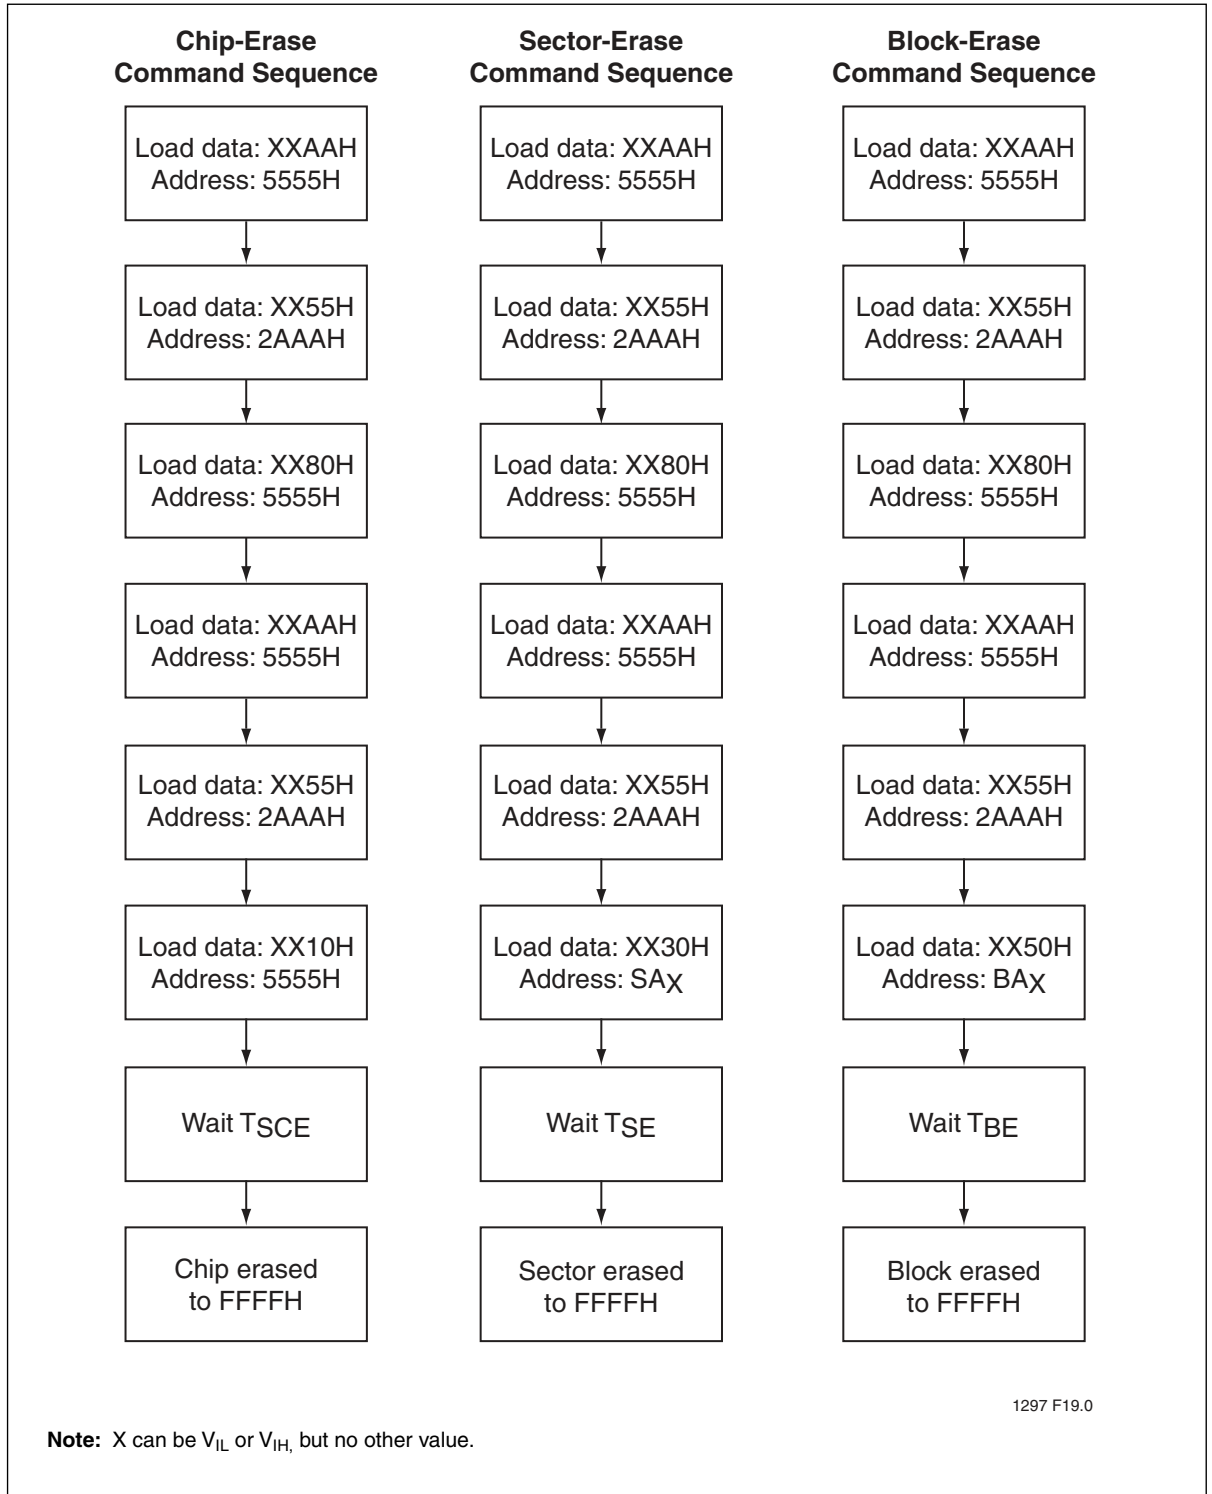 Chip-Erase
Command Sequence
Load data: XXAAH
Address: 5555H
Load data: XX55H
Address: 2AAAH
Load data: XX80H
Address: 5555H
Load data: XXAAH
Address: 5555H
Load data: XX55H
Address: 2AAAH
Load data: XX10H
Address: 5555H
Wait TSCE
Chip erased
to FFFFH
Sector-Erase
Command Sequence
Load data: XXAAH
Address: 5555H
Load data: XX55H
Address: 2AAAH
Load data: XX80H
Address: 5555H
Load data: XXAAH
Address: 5555H
Load data: XX55H
Address: 2AAAH
Load data: XX30H
Address: SAX
Wait TSE
Sector erased
to FFFFH
Block-Erase
Command Sequence
Load data: XXAAH
Address: 5555H
Load data: XX55H
Address: 2AAAH
Load data: XX80H
Address: 5555H
Load data: XXAAH
Address: 5555H
Load data: XX55H
Address: 2AAAH
Load data: XX50H
Address: BAX
Wait TBE
Block erased
to FFFFH
1297 F19.0
Note: X can be VIL or VIH, but no other value.